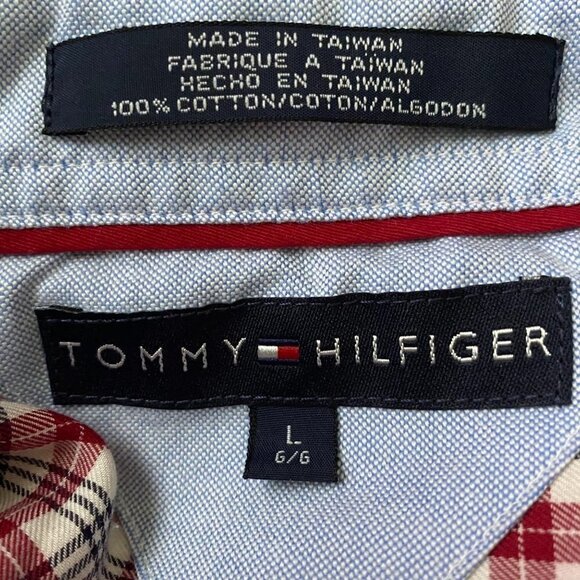 MADE IN TAIWAN
FABRIQUE A TAIWAN
HECHO EN TAIWAN
100% COTTON/COTON/ALGODON
TOMMY HILFIGER
L
G/G